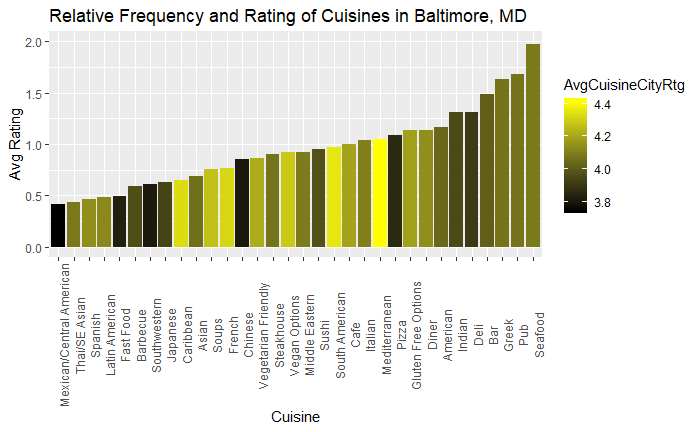 Relative Frequency and Rating of Cuisines in Baltimore, MD
Avg Rating
2.0
1.5
1.0
0.5
0.0
Mexican/Central American
Thai/SE Asian
Spanish
Latin American
Fast Food
Barbecue
Southwestern
Japanese
Caribbean
Asian
Soups
French
Chinese
Vegetarian Friendly
Steakhouse
Vegan Options
Middle Eastern
Sushi
South American
Cafe
Italian
Mediterranean
Pizza
Gluten Free Options
Diner
American
Indian
Deli
Bar
Greek
Pub
Seafood
Cuisine
AvgCuisineCityRtg
4.4
4.2
4.0
3.8